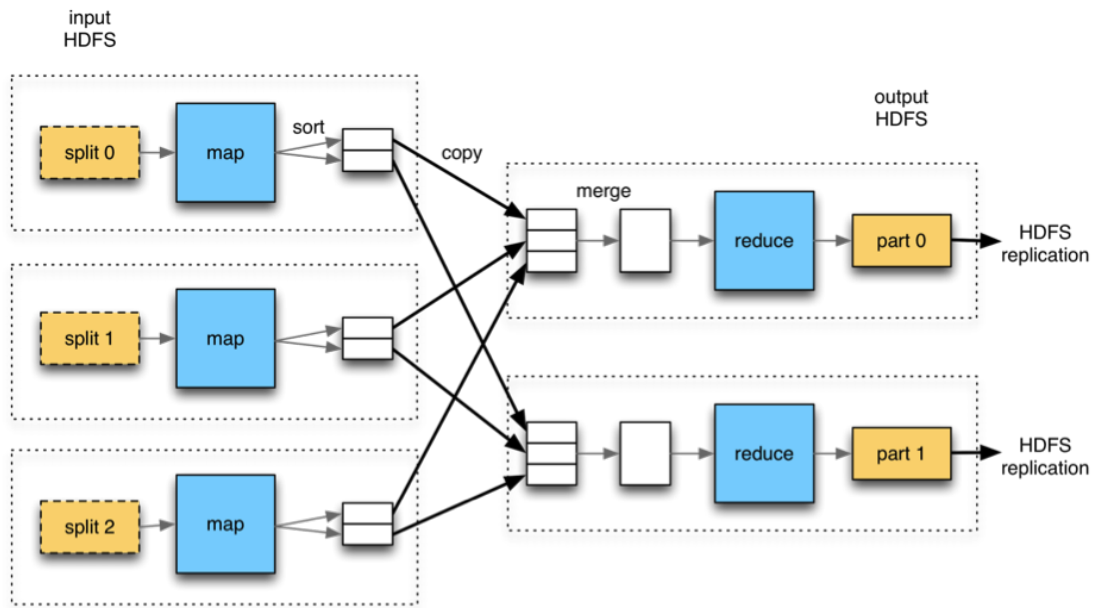 input
HDFS
split 0
map
sort
copy
split 1
map
split 2
map
output
HDFS
merge
reduce
part 0
HDFS
replication
reduce
part 1
HDFS
replication